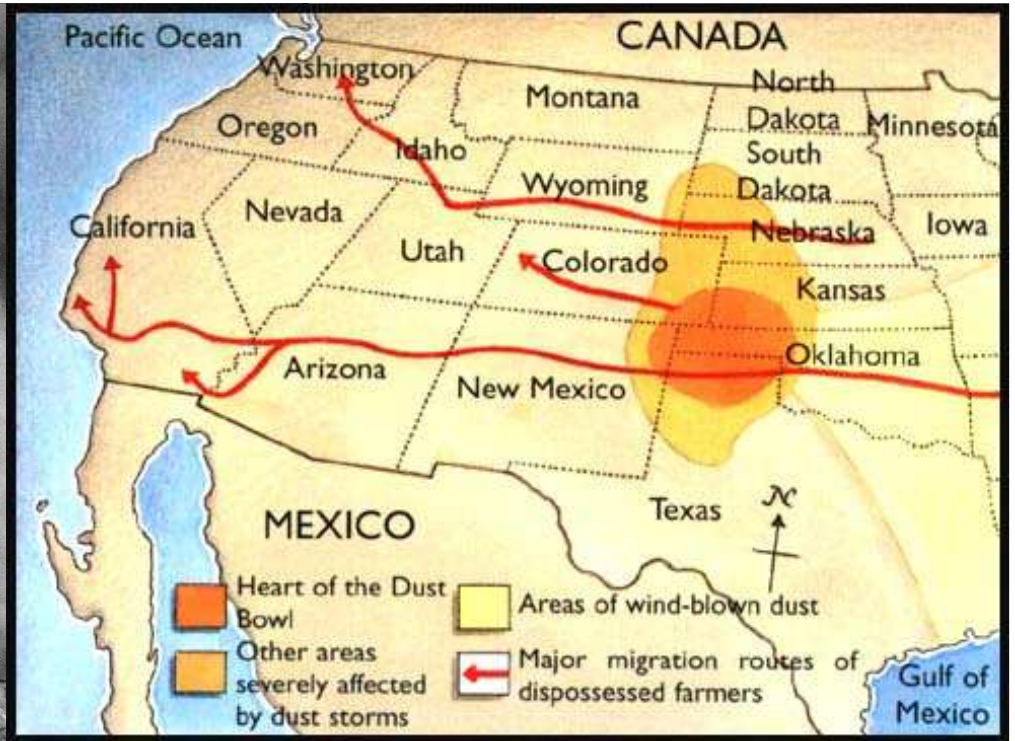 Pacific Ocean
CANADA
Washington
Montana
North
Dakota
Minnesota
Oregon
Idaho
South
Dakota
Wyoming
California
Nevada
Nebraska
Iowa
Utah
Colorado
Kansas
Oklahoma
Arizona
New Mexico
Texas
N
MEXICO
Heart of the Dust
Bowl
Other areas
severely affected
by dust storms
Areas of wind-blown dust
Major migration routes of
dispossessed farmers
Gulf of
Mexico